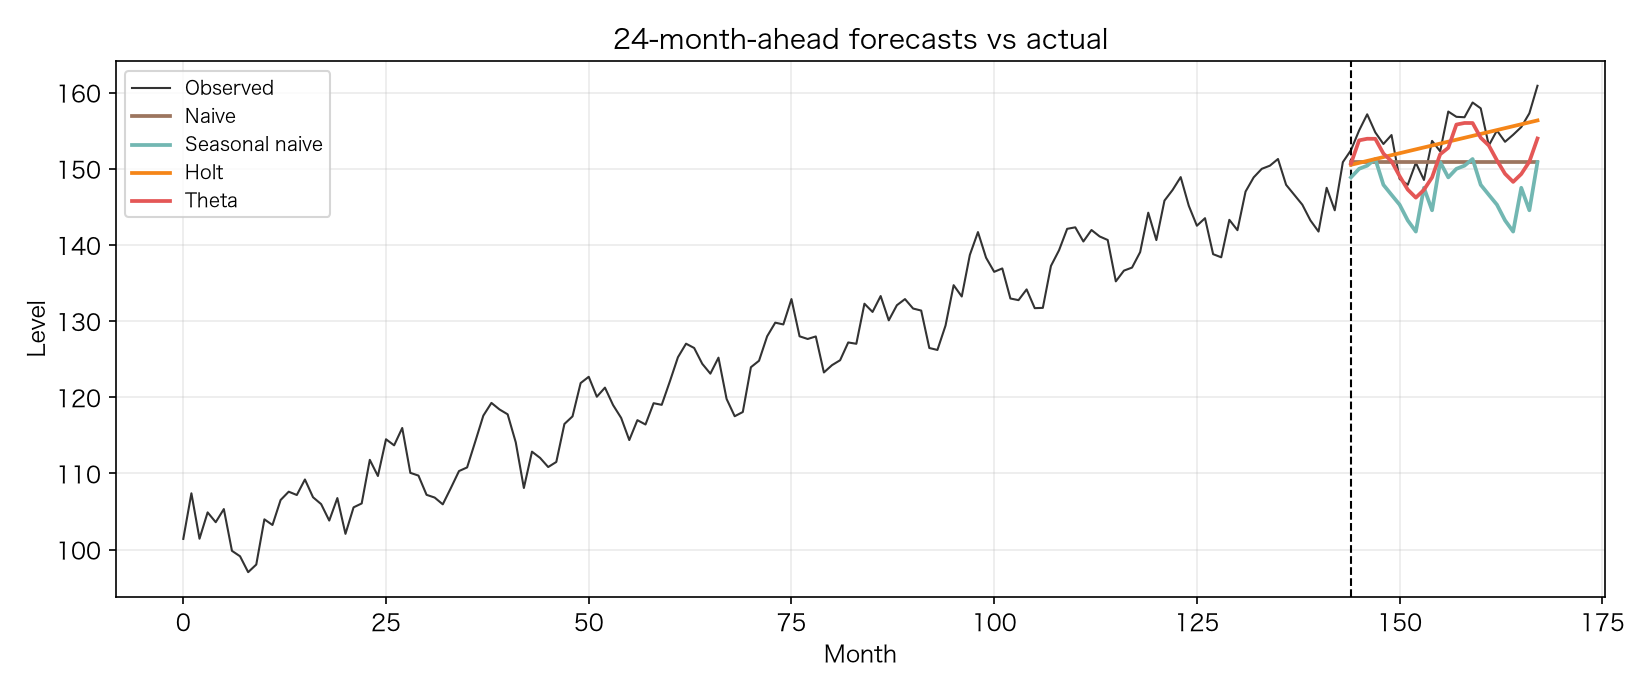 24-month-ahead forecasts vs actual
Observed
Naive
Seasonal naive
Holt
Theta
160
150
140
130
120
110
100
Level
0 25 50 75 100 125 150 175
Month